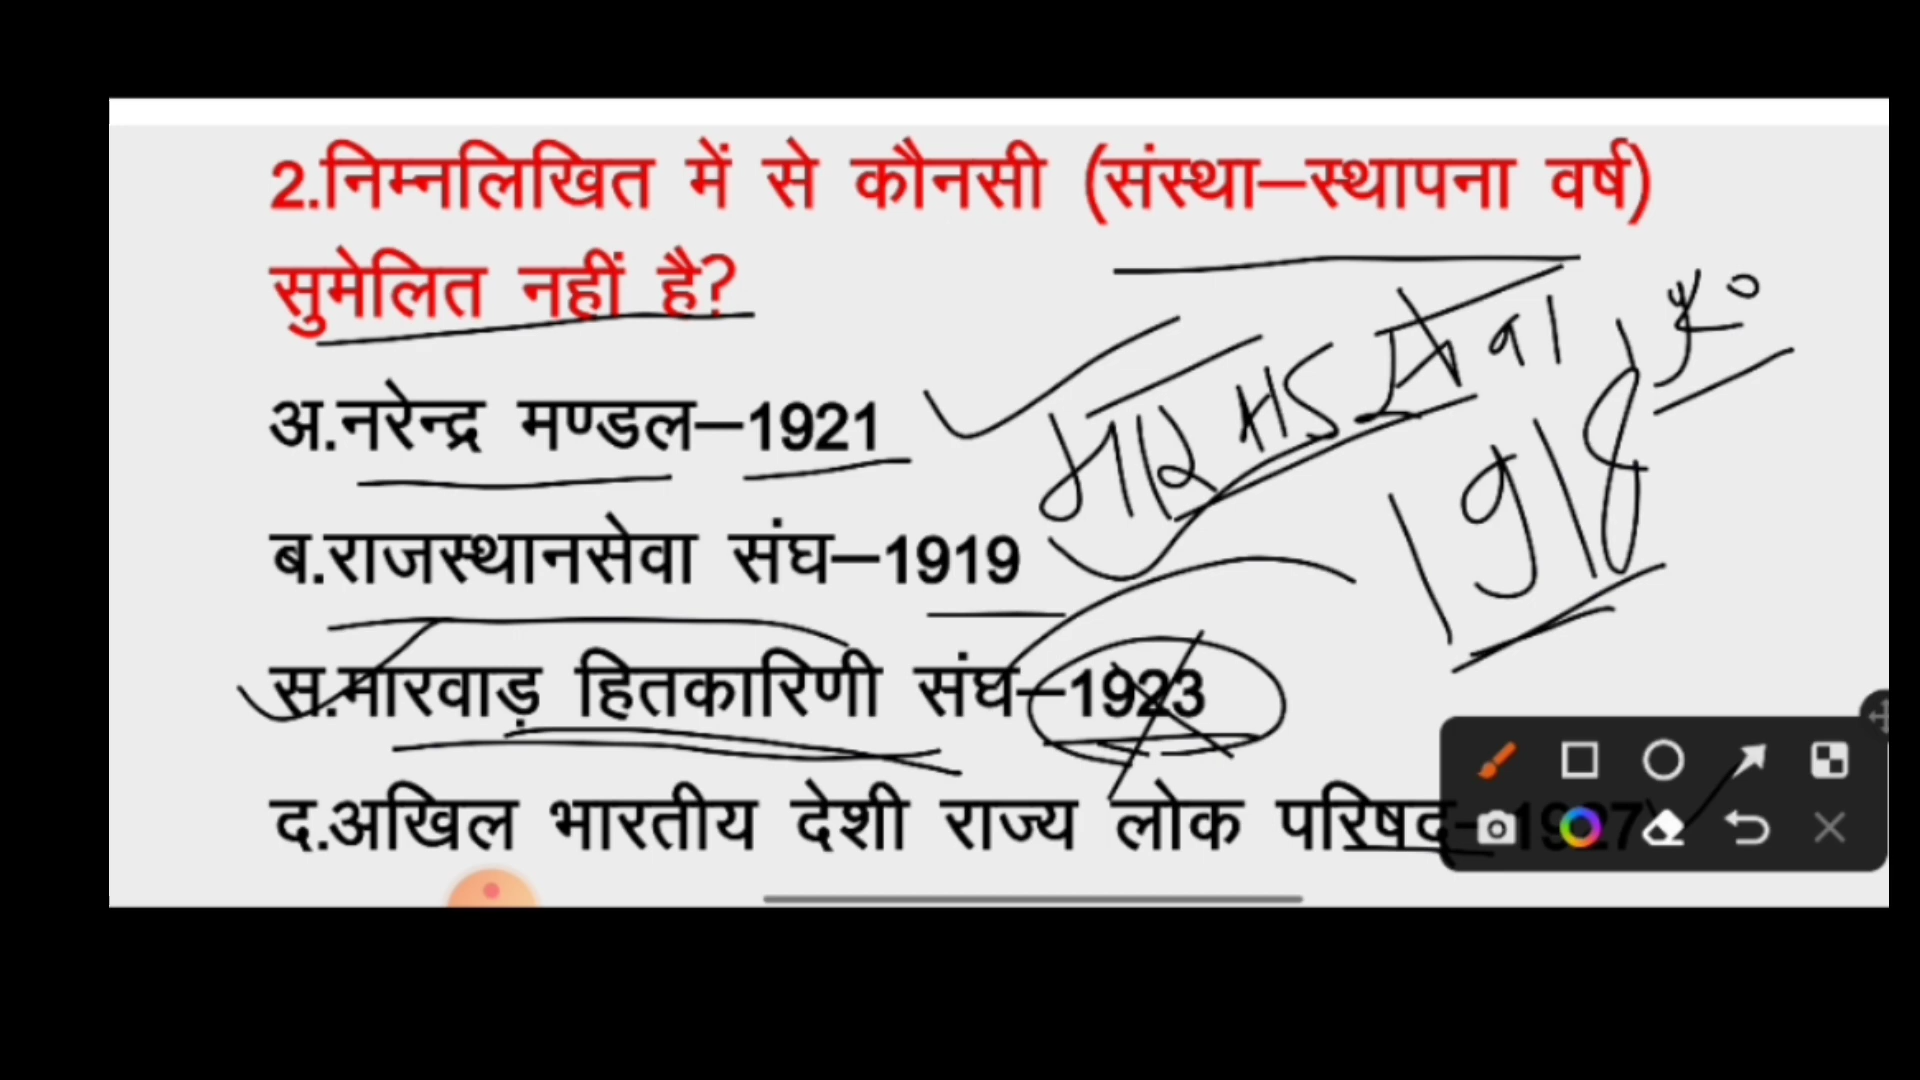 2.निम्नलिखित में से कौनसी (संस्था–स्थापना वर्ष)
सुमेलित नहीं है?
अ.नरेन्द्र मण्डल–1921
ब.राजस्थानसेवा संघ–1919
स.मारवाड़ हितकारिणी संघ–1923
द.अखिल भारतीय देशी राज्य लोक परिषद्–1927
1918